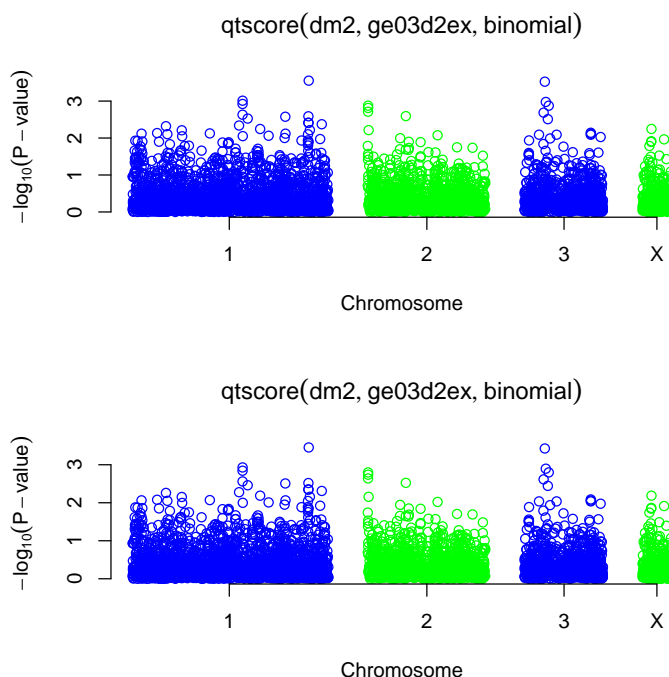 qtscore(dm2, ge03d2ex, binomial)
−log10(P − value)
3
2
1
0
1 2 3 X
Chromosome
qtscore(dm2, ge03d2ex, binomial)
−log10(P − value)
3
2
1
0
1 2 3 X
Chromosome